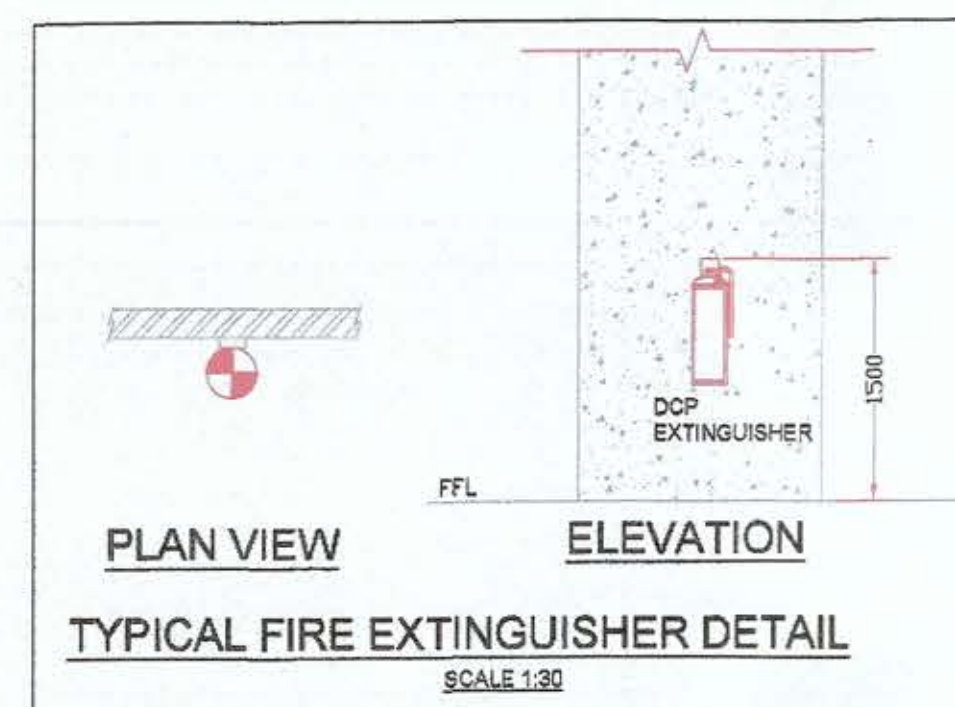 1500
DCP
EXTINGUISHER
FFL
PLAN VIEW
ELEVATION
TYPICAL FIRE EXTINGUISHER DETAIL
SCALE 1:30